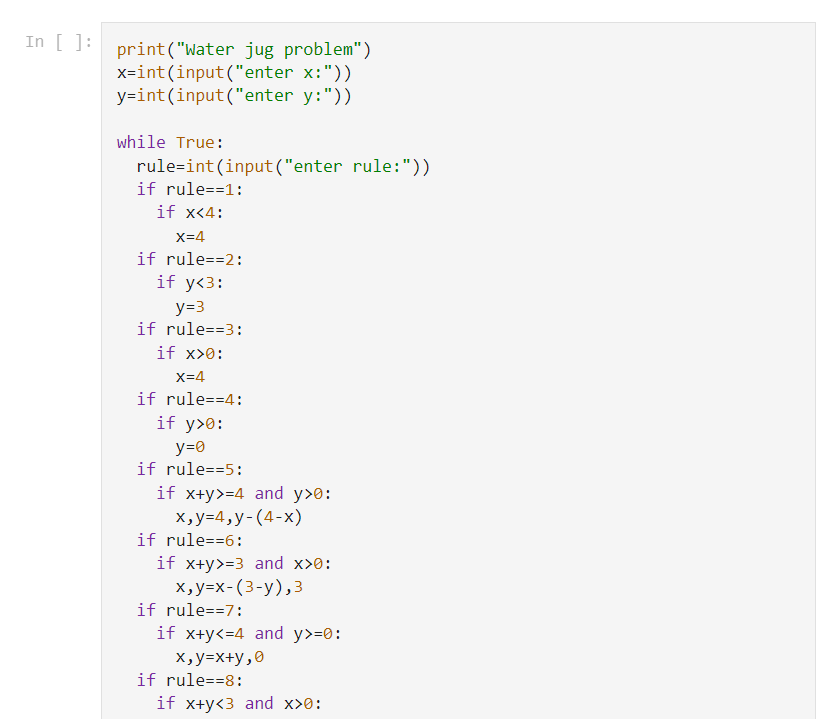 In [ ]:
print("Water jug problem")
x=int(input("enter x:"))
y=int(input("enter y:"))
while True:
  rule=int(input("enter rule:"))
  if rule==1:
    if x<4:
      x=4
  if rule==2:
    if y<3:
      y=3
  if rule==3:
    if x>0:
      x=4
  if rule==4:
    if y>0:
      y=0
  if rule==5:
    if x+y>=4 and y>0:
      x,y=4,y-(4-x)
  if rule==6:
    if x+y>=3 and x>0:
      x,y=x-(3-y),3
  if rule==7:
    if x+y<=4 and y>=0:
      x,y=x+y,0
  if rule==8:
    if x+y<3 and x>0: